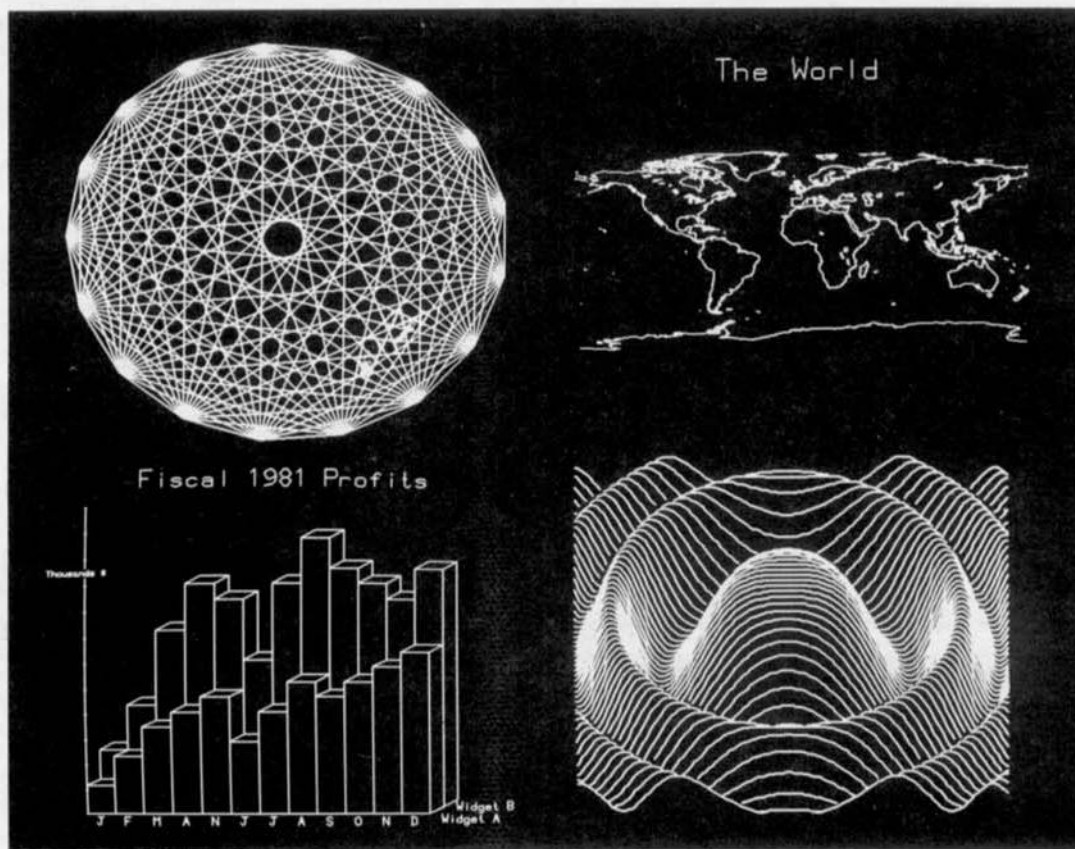 The World
Fiscal 1981 Profits
Thousands $
Widget B
Widget A
J F M A N J J A S O N D